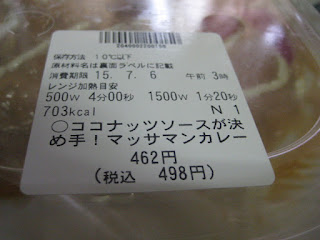 保存方法 10℃以下
原材料名は裏面ラベルに記載
消費期限 15.7.6 午前 3時
レンジ加熱目安
500W 4分00秒 1500W 1分20秒
703kcal N 1
○ココナッツソースが決
め手!マッサマンカレー
462円
(税込 498円)